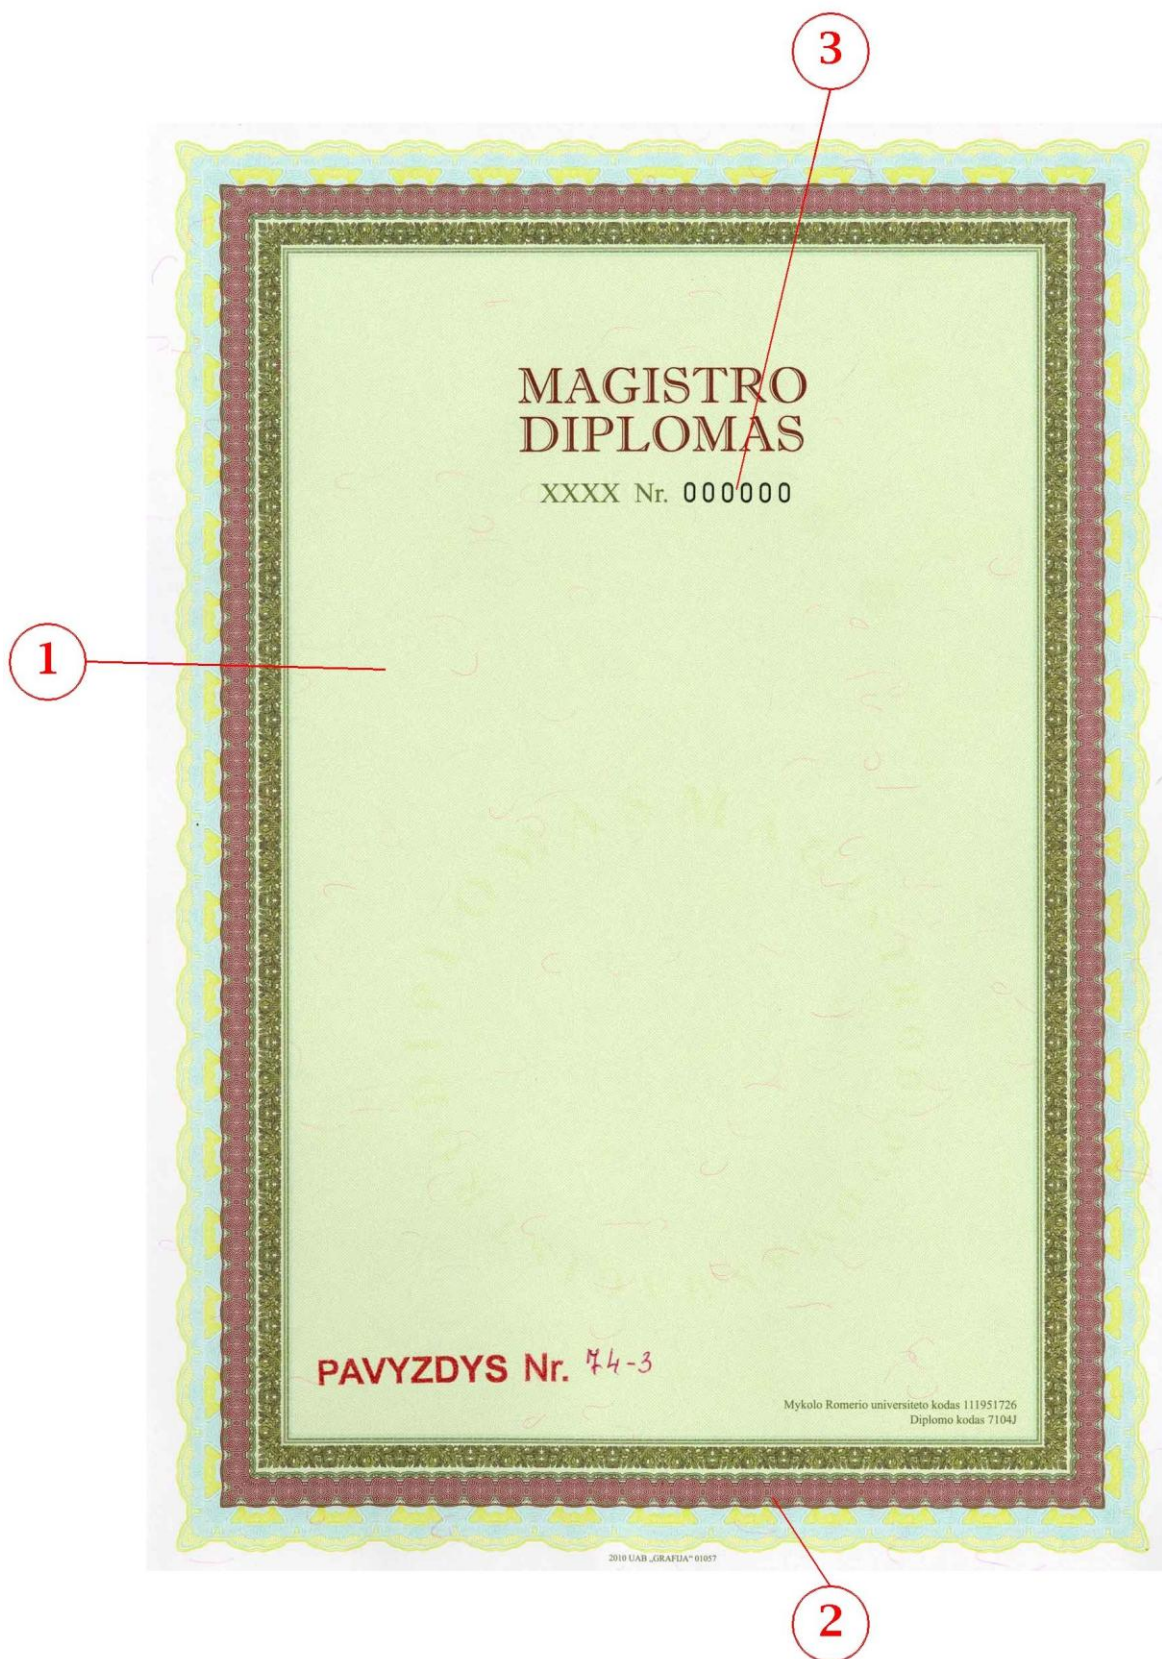 3
MAGISTRO
DIPLOMAS
XXXX Nr. 000000
1
PAVYZDYS Nr. 74-3
Mykolo Romerio universiteto kodas 111951726
Diplomo kodas 7104J
2010 UAB „GRAFIJA“ 01057
2